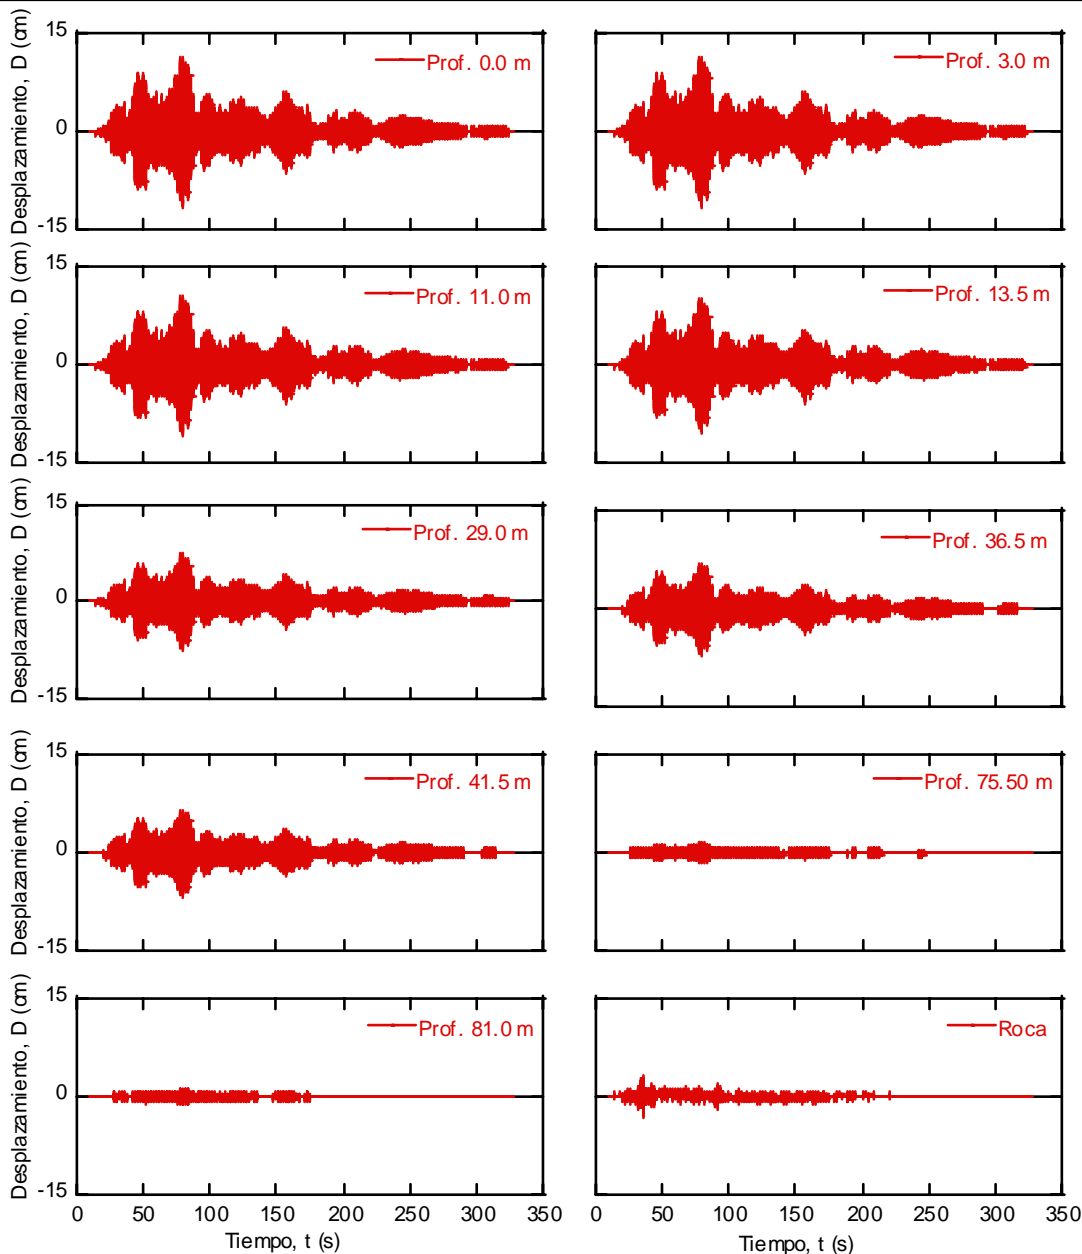 15
0
-15
Desplazamiento, D (cm)
Prof. 0.0 m
Prof. 3.0 m
15
0
-15
Desplazamiento, D (cm)
Prof. 11.0 m
Prof. 13.5 m
15
0
-15
Desplazamiento, D (cm)
Prof. 29.0 m
Prof. 36.5 m
15
0
-15
Desplazamiento, D (cm)
Prof. 41.5 m
Prof. 75.50 m
15
0
-15
Desplazamiento, D (cm)
Prof. 81.0 m
Roca
0 50 100 150 200 250 300 350
0 50 100 150 200 250 300 350
Tiempo, t (s)
Tiempo, t (s)